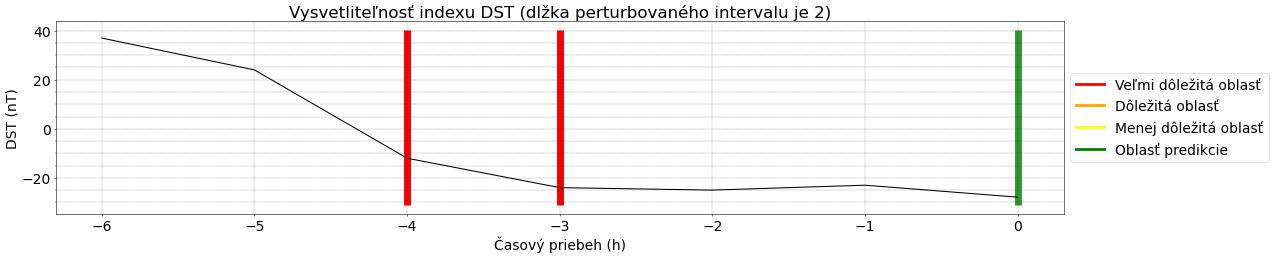 Vysvetliteľnosť indexu DST (dĺžka perturbovaného intervalu je 2)
40
20
0
−20
DST (nT)
−6 −5 −4 −3 −2 −1 0
Časový priebeh (h)
Veľmi dôležitá oblasť
Dôležitá oblasť
Menej dôležitá oblasť
Oblasť predikcie